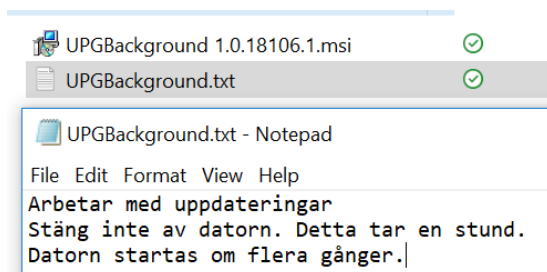 UPGBackground 1.0.18106.1.msi
UPGBackground.txt
UPGBackground.txt - Notepad
File Edit Format View Help
Arbetar med uppdateringar
Stäng inte av datorn. Detta tar en stund.
Datorn startas om flera gånger.